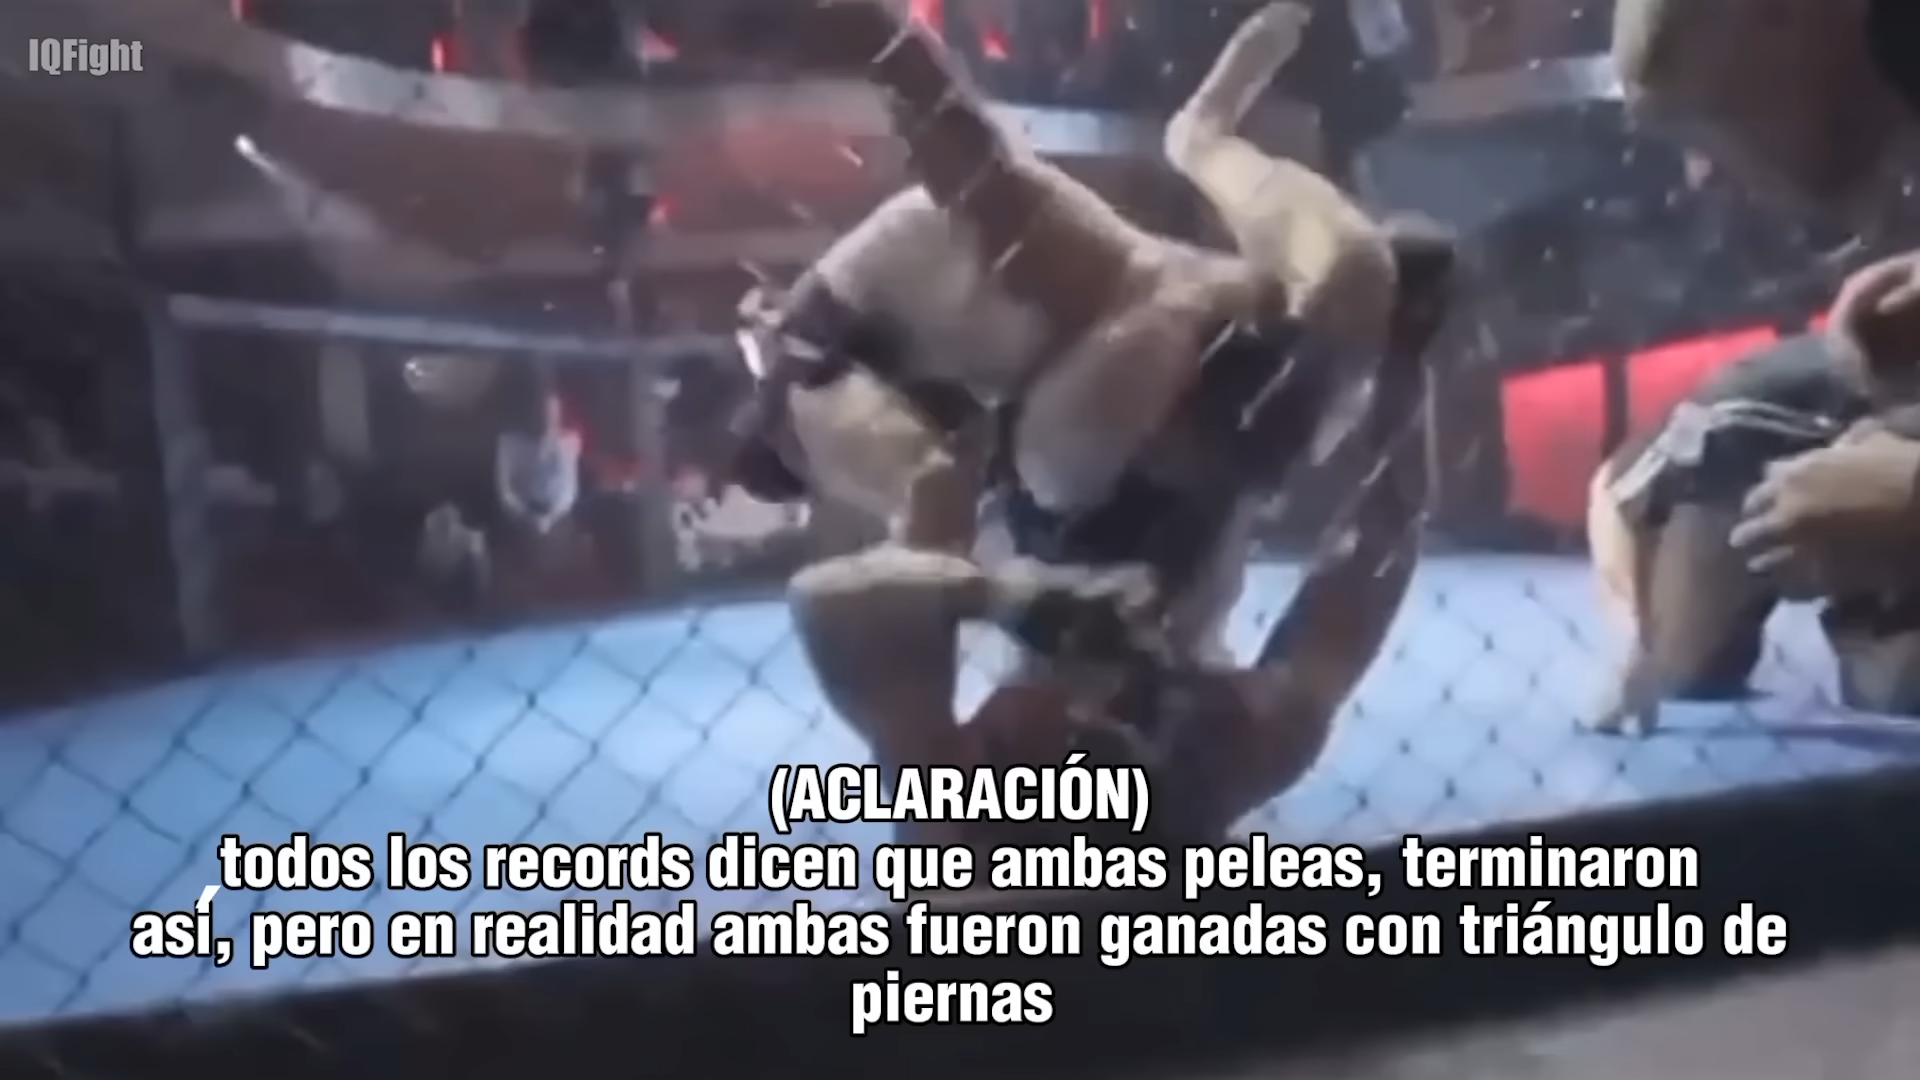 IQFight
(ACLARACIÓN)
todos los records dicen que ambas peleas, terminaron
así, pero en realidad ambas fueron ganadas con triángulo de
piernas